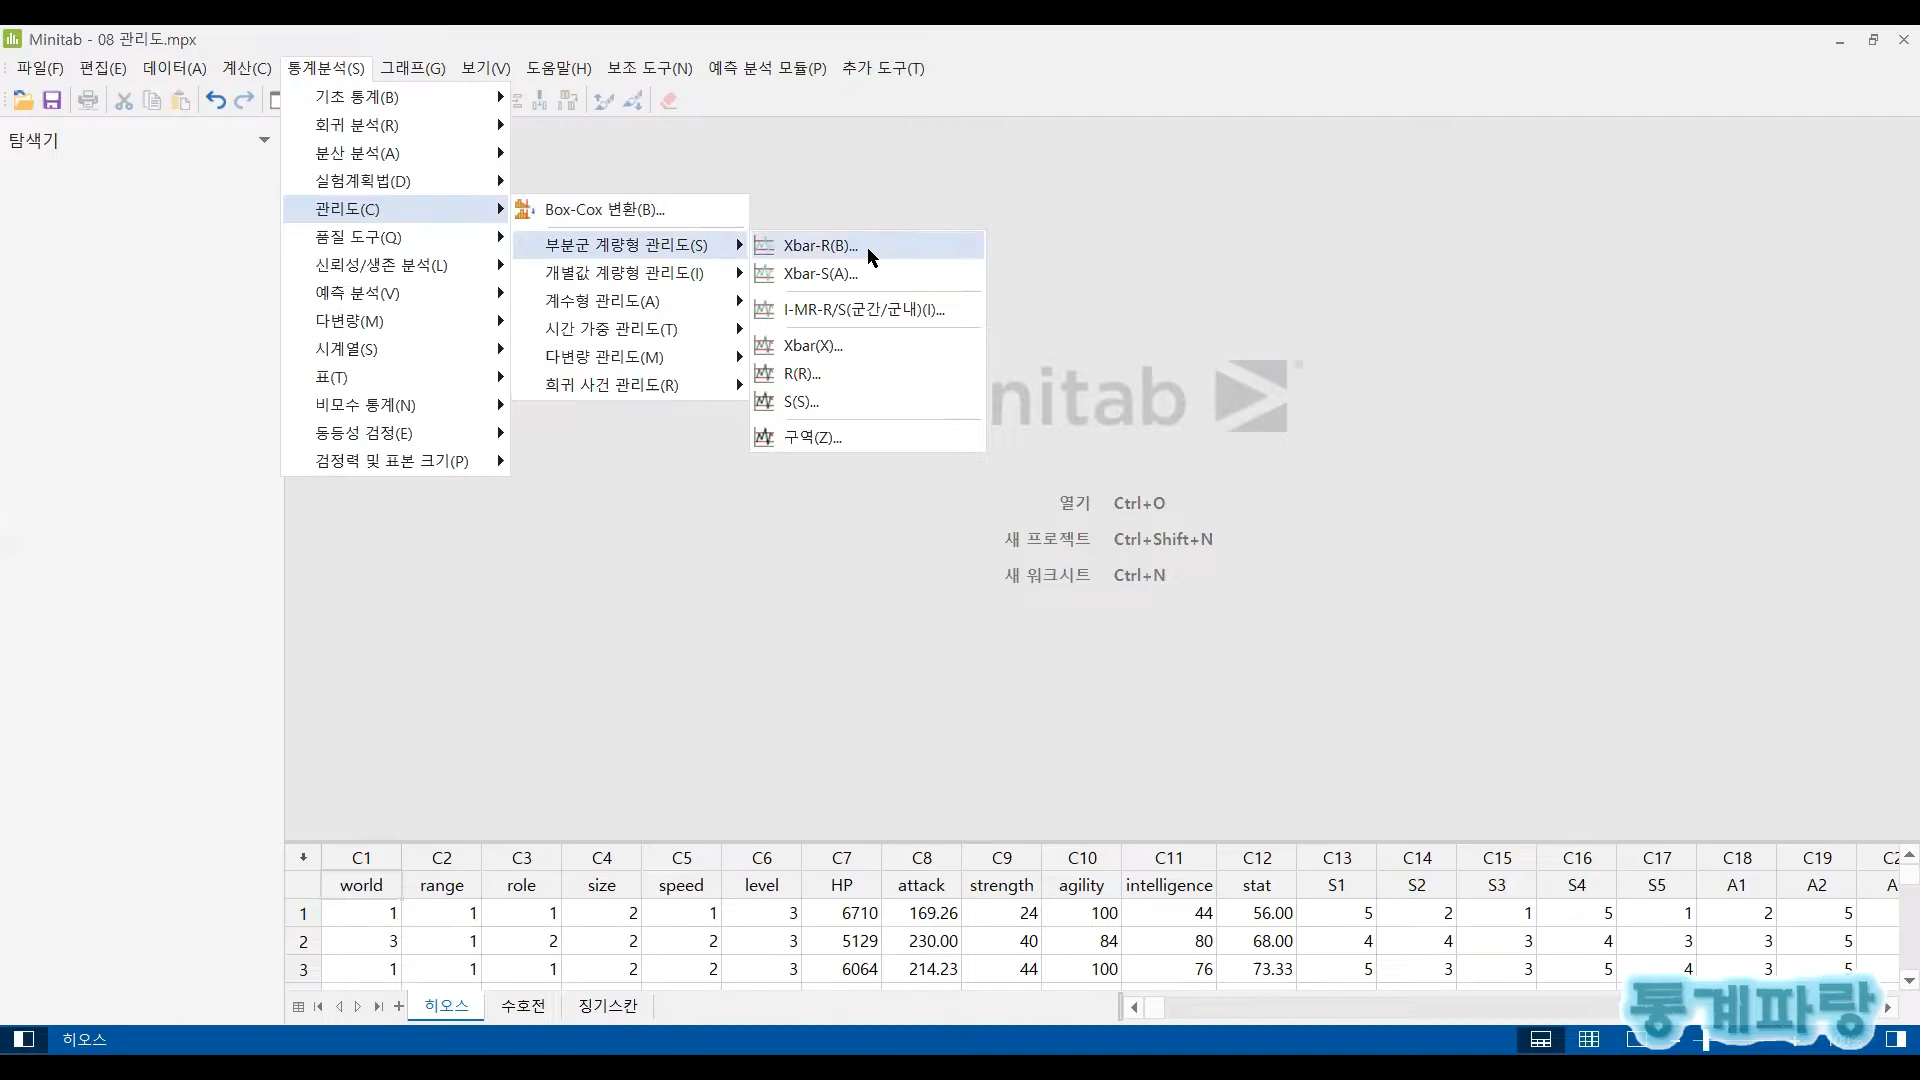 Minitab - 08 관리도.mpx
파일(F) 편집(E) 데이터(A) 계산(C) 통계분석(S) 그래프(G) 보기(V) 도움말(H) 보조 도구(N) 예측 분석 모듈(P) 추가 도구(T)
탐색기
기초 통계(B)
회귀 분석(R)
분산 분석(A)
실험계획법(D)
관리도(C)
품질 도구(Q)
신뢰성/생존 분석(L)
예측 분석(V)
다변량(M)
시계열(S)
표(T)
비모수 통계(N)
동등성 검정(E)
검정력 및 표본 크기(P)
Box-Cox 변환(B)...
부분군 계량형 관리도(S)
개별값 계량형 관리도(I)
계수형 관리도(A)
시간 가중 관리도(T)
다변량 관리도(M)
희귀 사건 관리도(R)
Xbar-R(B)...
Xbar-S(A)...
I-MR-R/S(군간/군내)(I)...
Xbar(X)...
R(R)...
S(S)...
구역(Z)...
nitab
열기 Ctrl+O
새 프로젝트 Ctrl+Shift+N
새 워크시트 Ctrl+N
C1 C2 C3 C4 C5 C6 C7 C8 C9 C10 C11 C12 C13 C14 C15 C16 C17 C18 C19 C2
world range role size speed level HP attack strength agility intelligence stat S1 S2 S3 S4 S5 A1 A2 A
1 1 1 1 2 1 3 6710 169.26 24 100 44 56.00 5 2 1 5 1 2 5
2 3 1 2 2 2 3 5129 230.00 40 84 80 68.00 4 4 3 4 3 3 5
3 1 1 1 2 2 3 6064 214.23 44 100 76 73.33 5 3 3 5 4 3 5
히오스 수호전 징기스칸
통계파랑
히오스